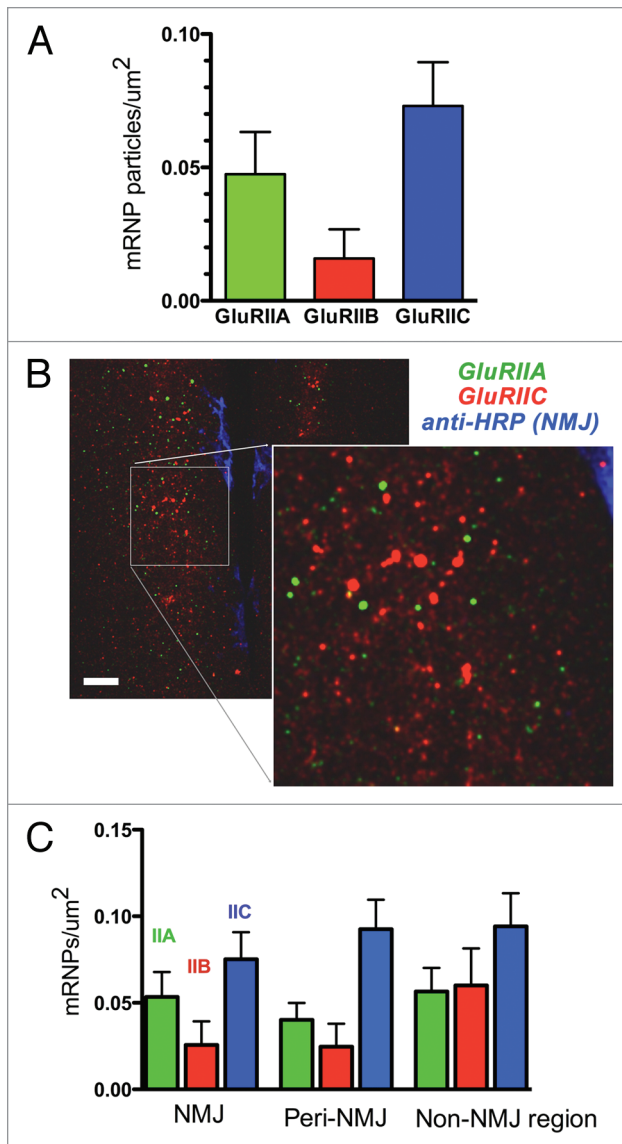 A
mRNP particles/um2
0.10
0.05
0.00
GluRIIA GluRIIB GluRIIC
B
GluRIIA
GluRIIC
anti-HRP (NMJ)
C
mRNPs/um2
0.15
0.10
0.05
0.00
IIA
IIB
IIC
NMJ Peri-NMJ Non-NMJ region